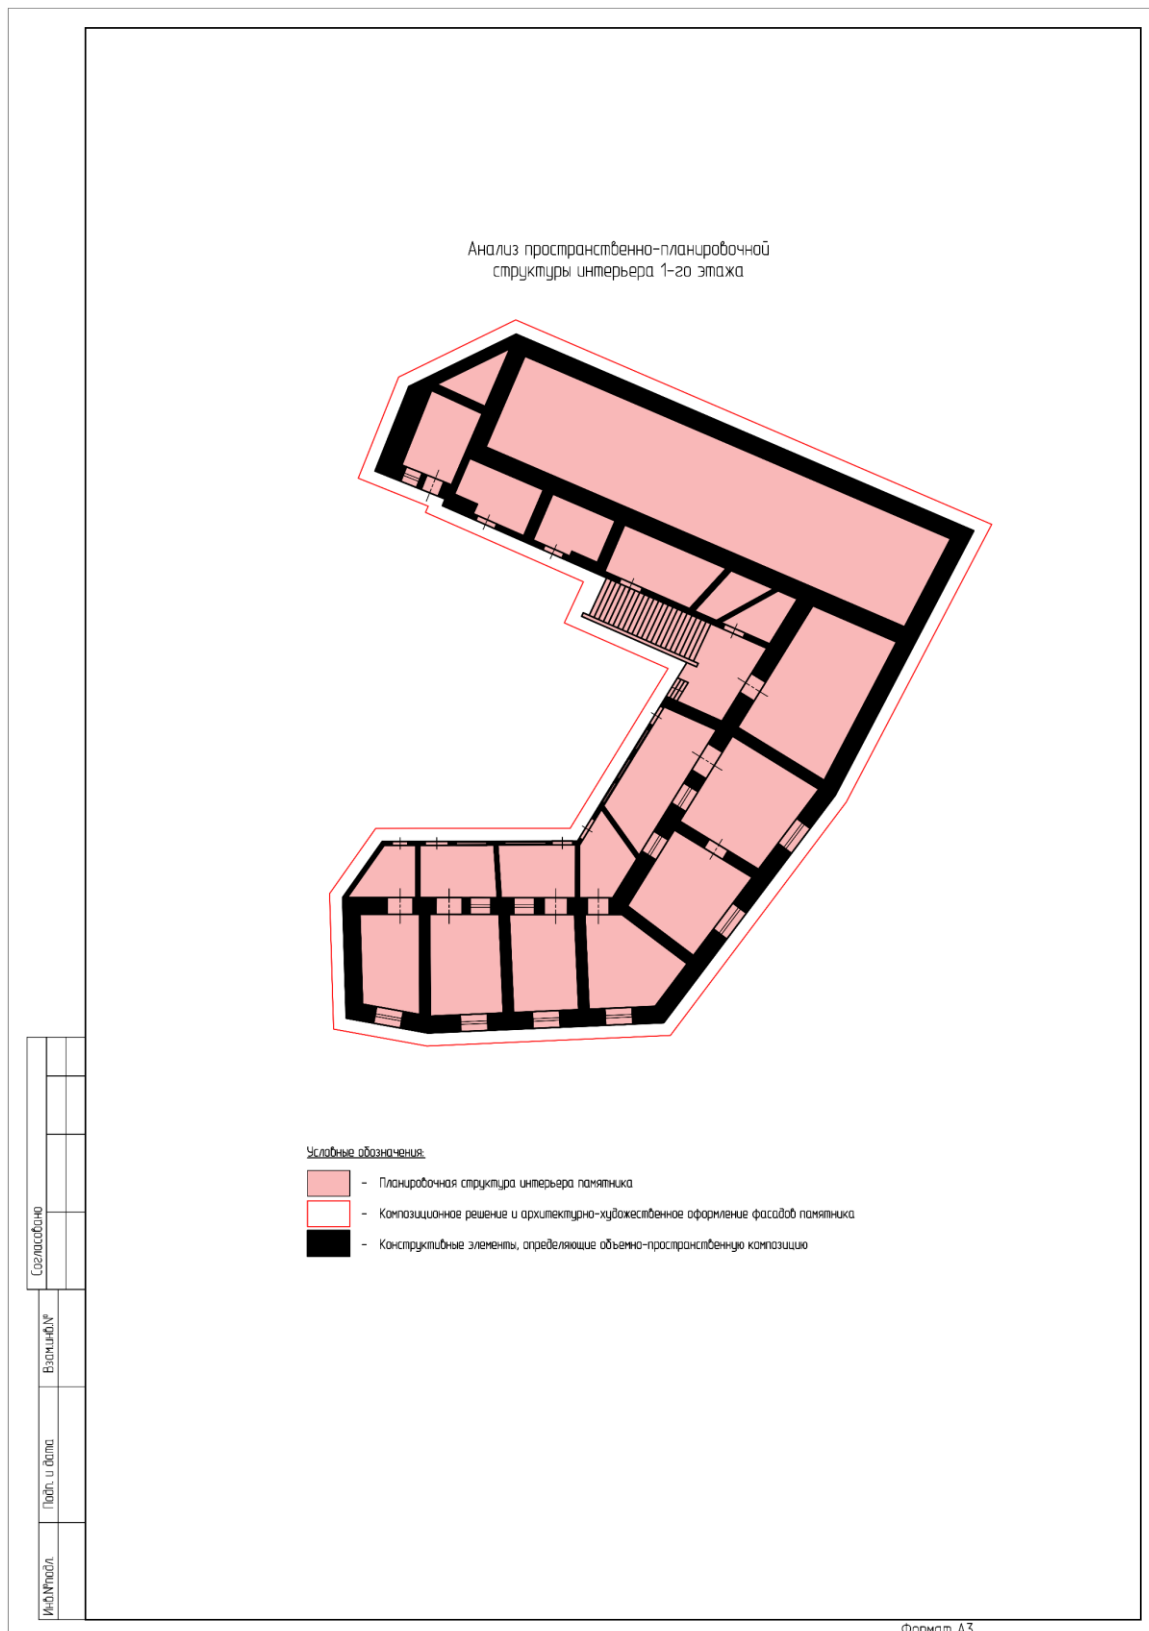 Анализ пространственно-планировочной
структуры интерьера 1-го этажа
Условные обозначения:
- Планировочная структура интерьера памятника
- Композиционное решение и архитектурно-художественное оформление фасадов памятника
- Конструктивные элементы, определяющие объемно-пространственную композицию
Согласовано
Взам.инв.№
Подп. и дата
Инв.№подл.
Формат А3